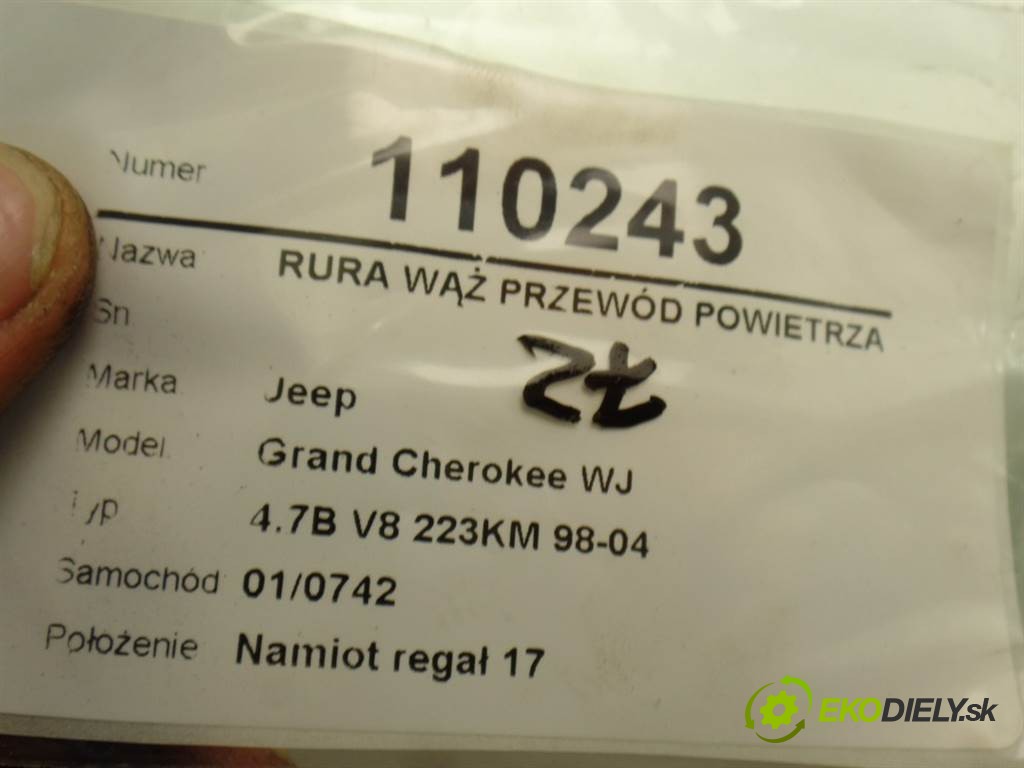 Numer 110243
Nazwa RURA WĄŻ PRZEWÓD POWIETRZA
Sn
Marka Jeep
Model Grand Cherokee WJ
Typ 4.7B V8 223KM 98-04
Samochód 01/0742
Położenie Namiot regał 17
EKODIELY.sk